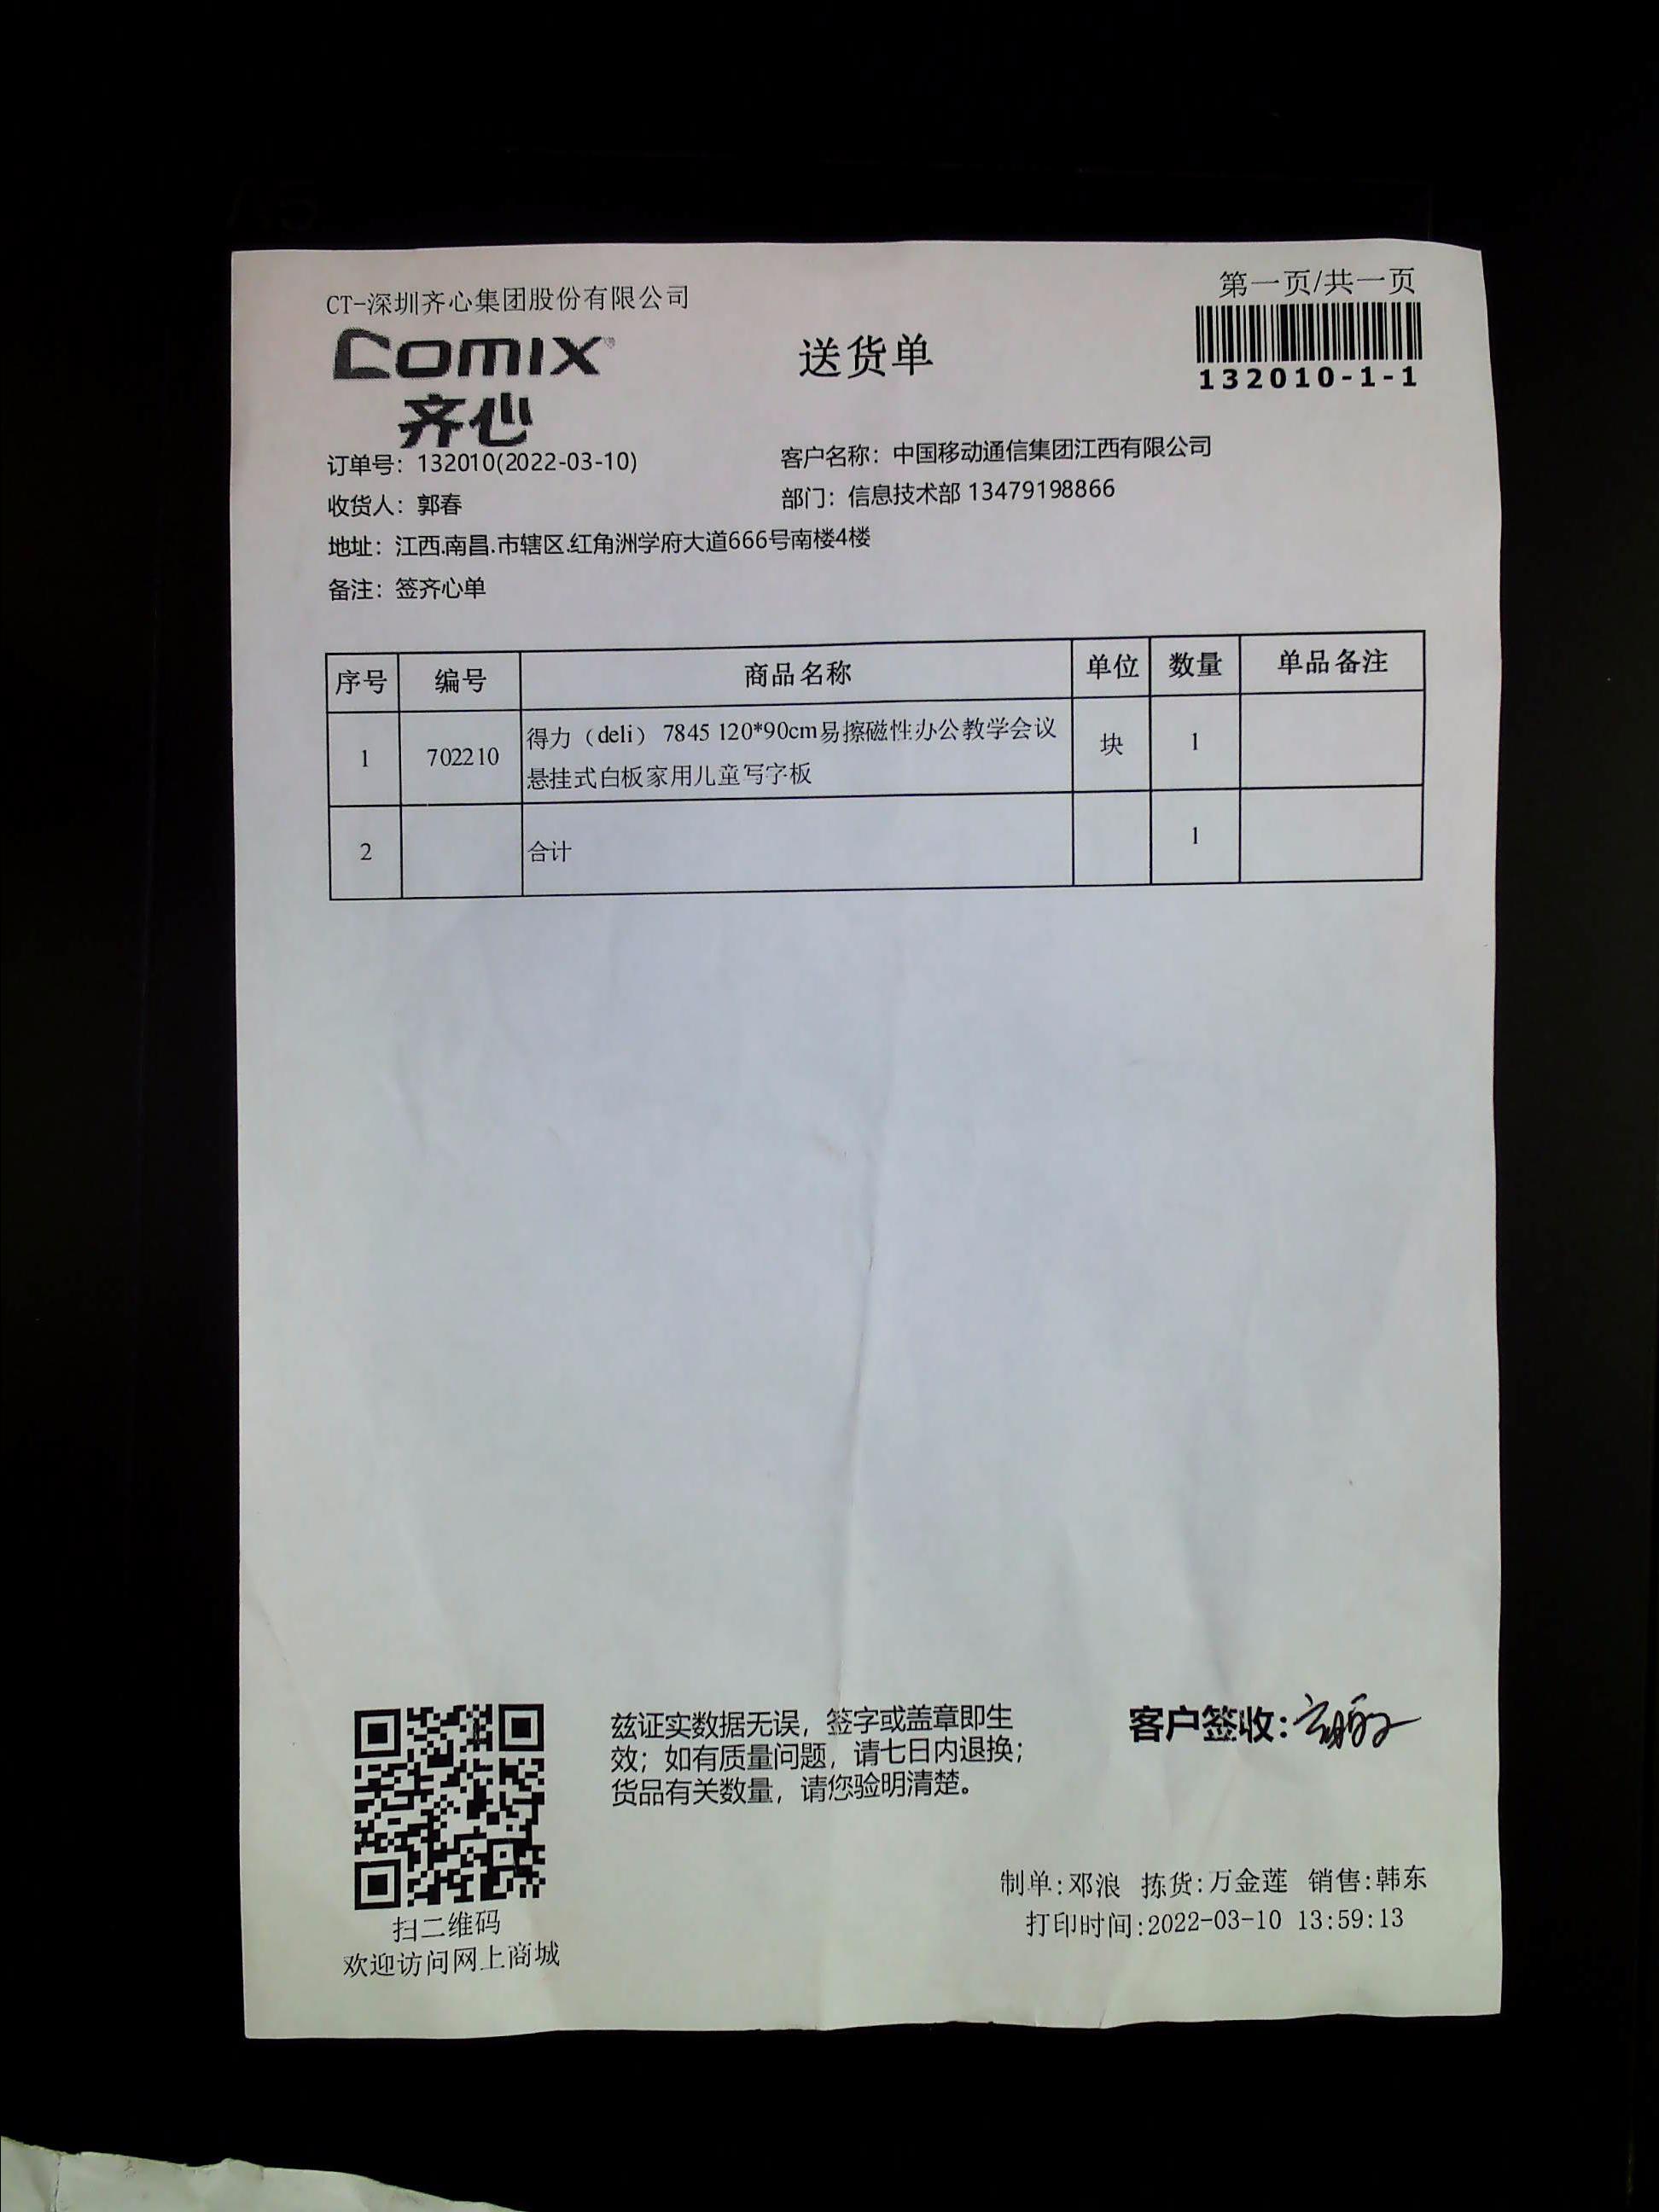 CT-深圳齐心集团股份有限公司
第一页/共一页
comix
齐心
送货单
132010-1-1
订单号：132010(2022-03-10)
客户名称：中国移动通信集团江西有限公司
收货人：郭春
部门：信息技术部 13479198866
地址：江西.南昌.市辖区.红角洲学府大道666号南楼4楼
备注：签齐心单
序号 编号 商品名称 单位 数量 单品备注
1 702210 得力（deli） 7845 120*90cm易擦磁性办公教学会议 块 1
悬挂式白板家用儿童写字板
2 合计 1
兹证实数据无误，签字或盖章即生
效；如有质量问题，请七日内退换；
货品有关数量，请您验明清楚。
客户签收:
扫二维码
欢迎访问网上商城
制单:邓浪 拣货:万金莲 销售:韩东
打印时间:2022-03-10 13:59:13